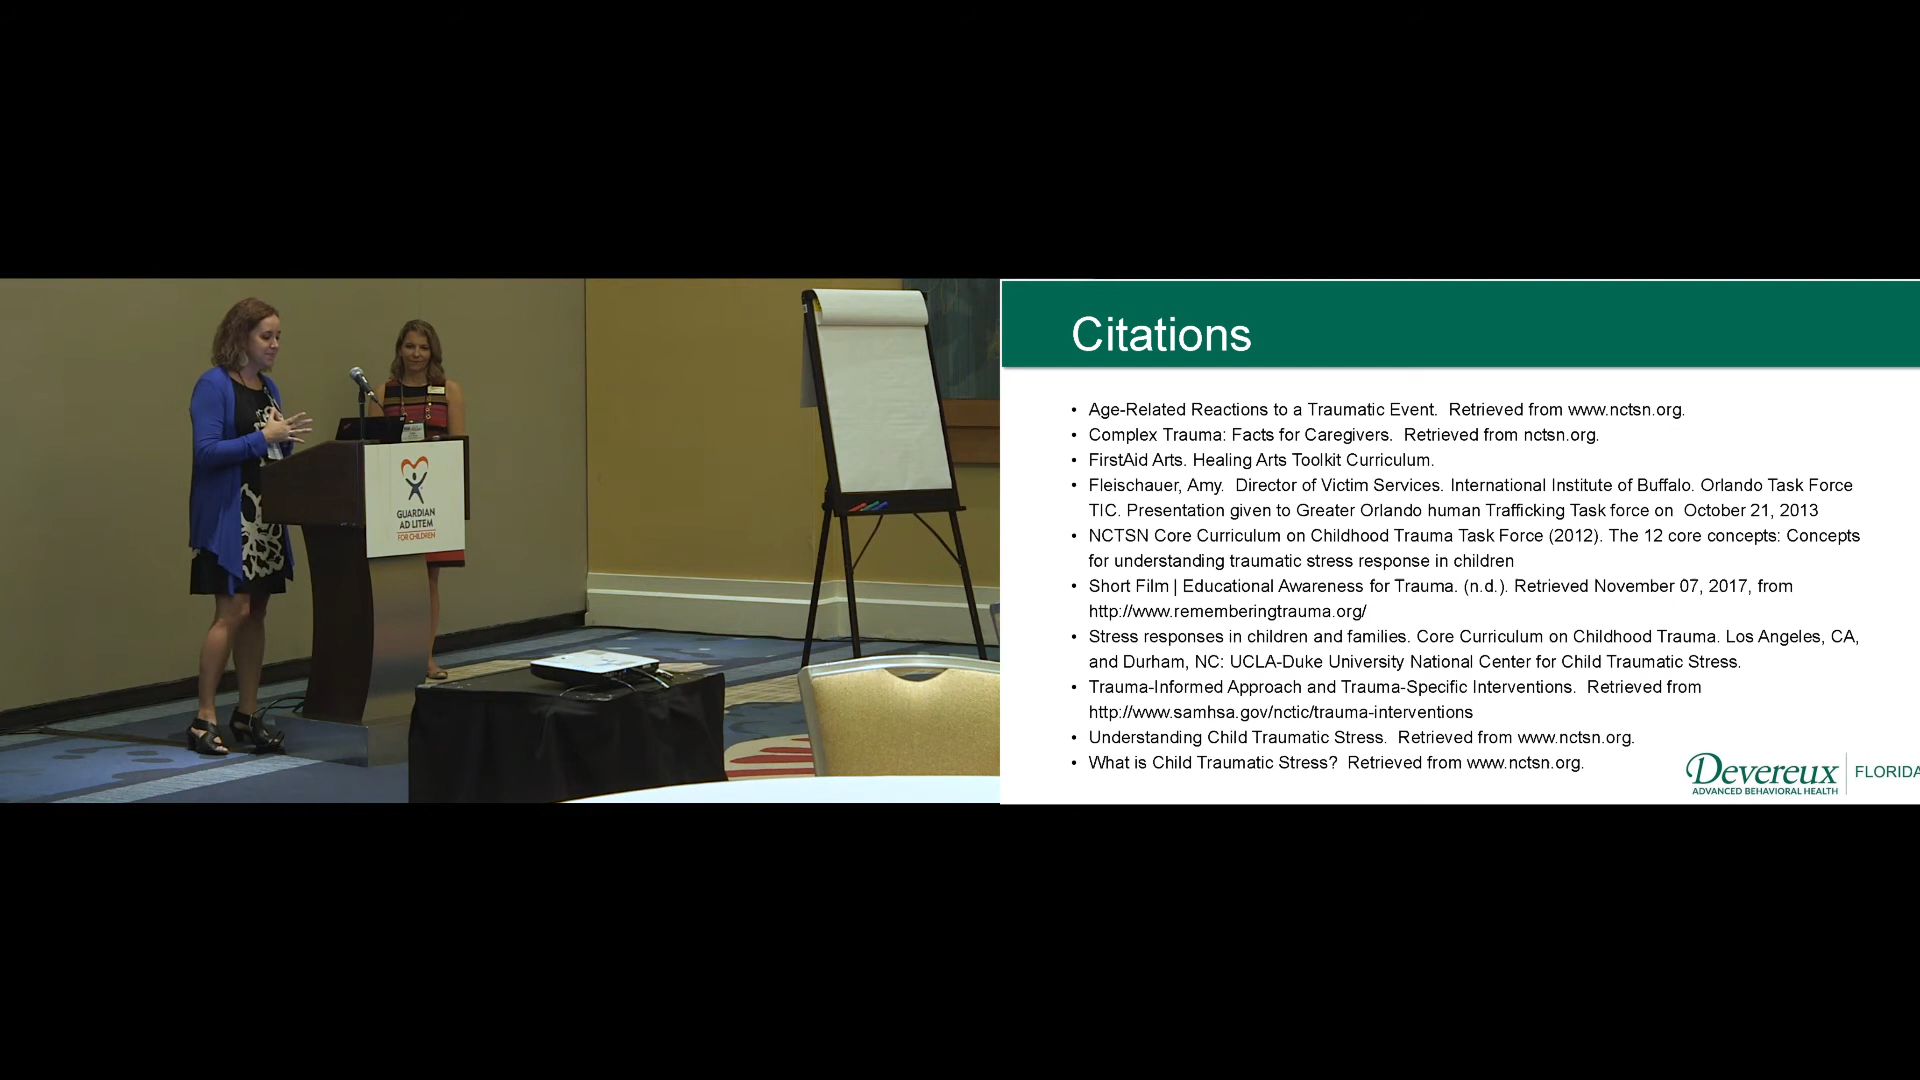 GUARDIAN
AD LITEM
FOR CHILDREN
Citations
• Age-Related Reactions to a Traumatic Event.  Retrieved from www.nctsn.org.
• Complex Trauma: Facts for Caregivers.  Retrieved from nctsn.org.
• FirstAid Arts. Healing Arts Toolkit Curriculum.
• Fleischauer, Amy.  Director of Victim Services. International Institute of Buffalo. Orlando Task Force
TIC. Presentation given to Greater Orlando human Trafficking Task force on  October 21, 2013
• NCTSN Core Curriculum on Childhood Trauma Task Force (2012). The 12 core concepts: Concepts
for understanding traumatic stress response in children
• Short Film | Educational Awareness for Trauma. (n.d.). Retrieved November 07, 2017, from
http://www.rememberingtrauma.org/
• Stress responses in children and families. Core Curriculum on Childhood Trauma. Los Angeles, CA,
and Durham, NC: UCLA-Duke University National Center for Child Traumatic Stress.
• Trauma-Informed Approach and Trauma-Specific Interventions.  Retrieved from
http://www.samhsa.gov/nctic/trauma-interventions
• Understanding Child Traumatic Stress.  Retrieved from www.nctsn.org.
• What is Child Traumatic Stress?  Retrieved from www.nctsn.org.
Devereux
ADVANCED BEHAVIORAL HEALTH
FLORIDA